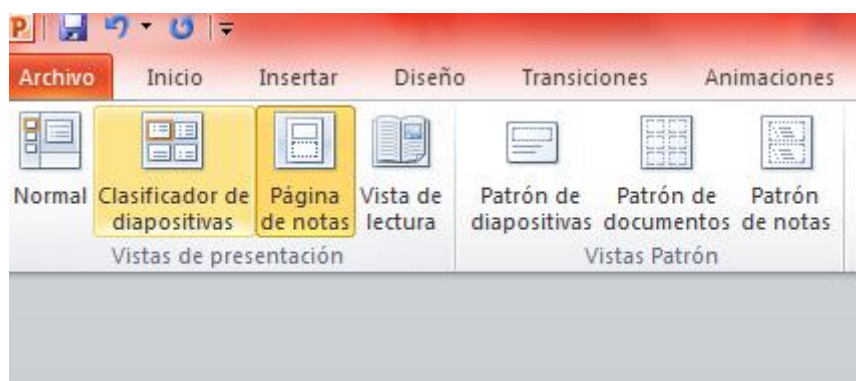 P
Archivo Inicio Insertar Diseño Transiciones Animaciones
Normal Clasificador de diapositivas Página de notas Vista de lectura Patrón de diapositivas Patrón de documentos Patrón de notas
Vistas de presentación Vistas Patrón